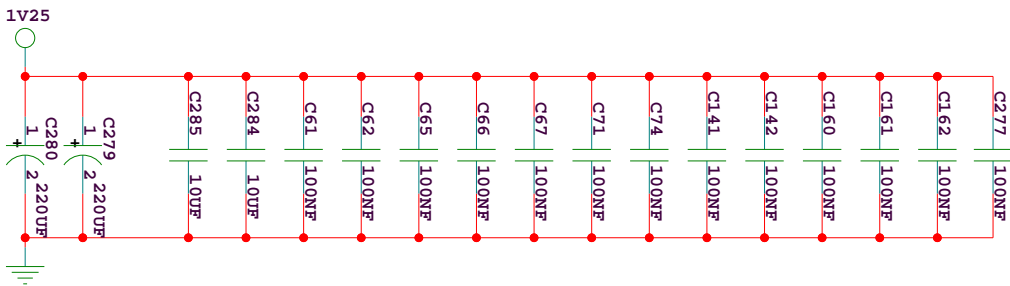 1V25
C280
1
+
2
220UF
C279
1
+
2
220UF
C285
10UF
C284
10UF
C61
100NF
C62
100NF
C65
100NF
C66
100NF
C67
100NF
C71
100NF
C74
100NF
C141
100NF
C142
100NF
C160
100NF
C161
100NF
C162
100NF
C277
100NF